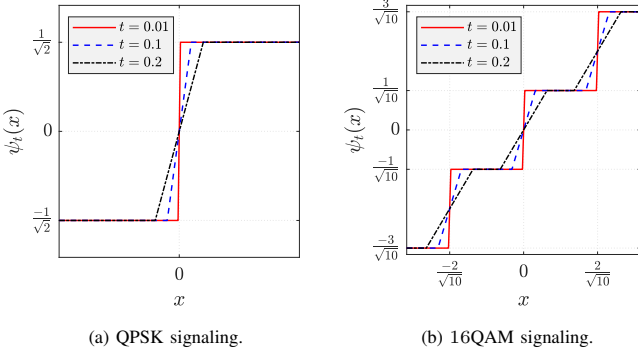 t = 0.01
t = 0.1
t = 0.2
1/√2
0
-1/√2
ψ_t(x)
0
x
(a) QPSK signaling.
t = 0.01
t = 0.1
t = 0.2
3/√10
1/√10
0
-1/√10
-3/√10
ψ_t(x)
-2/√10
0
2/√10
x
(b) 16QAM signaling.